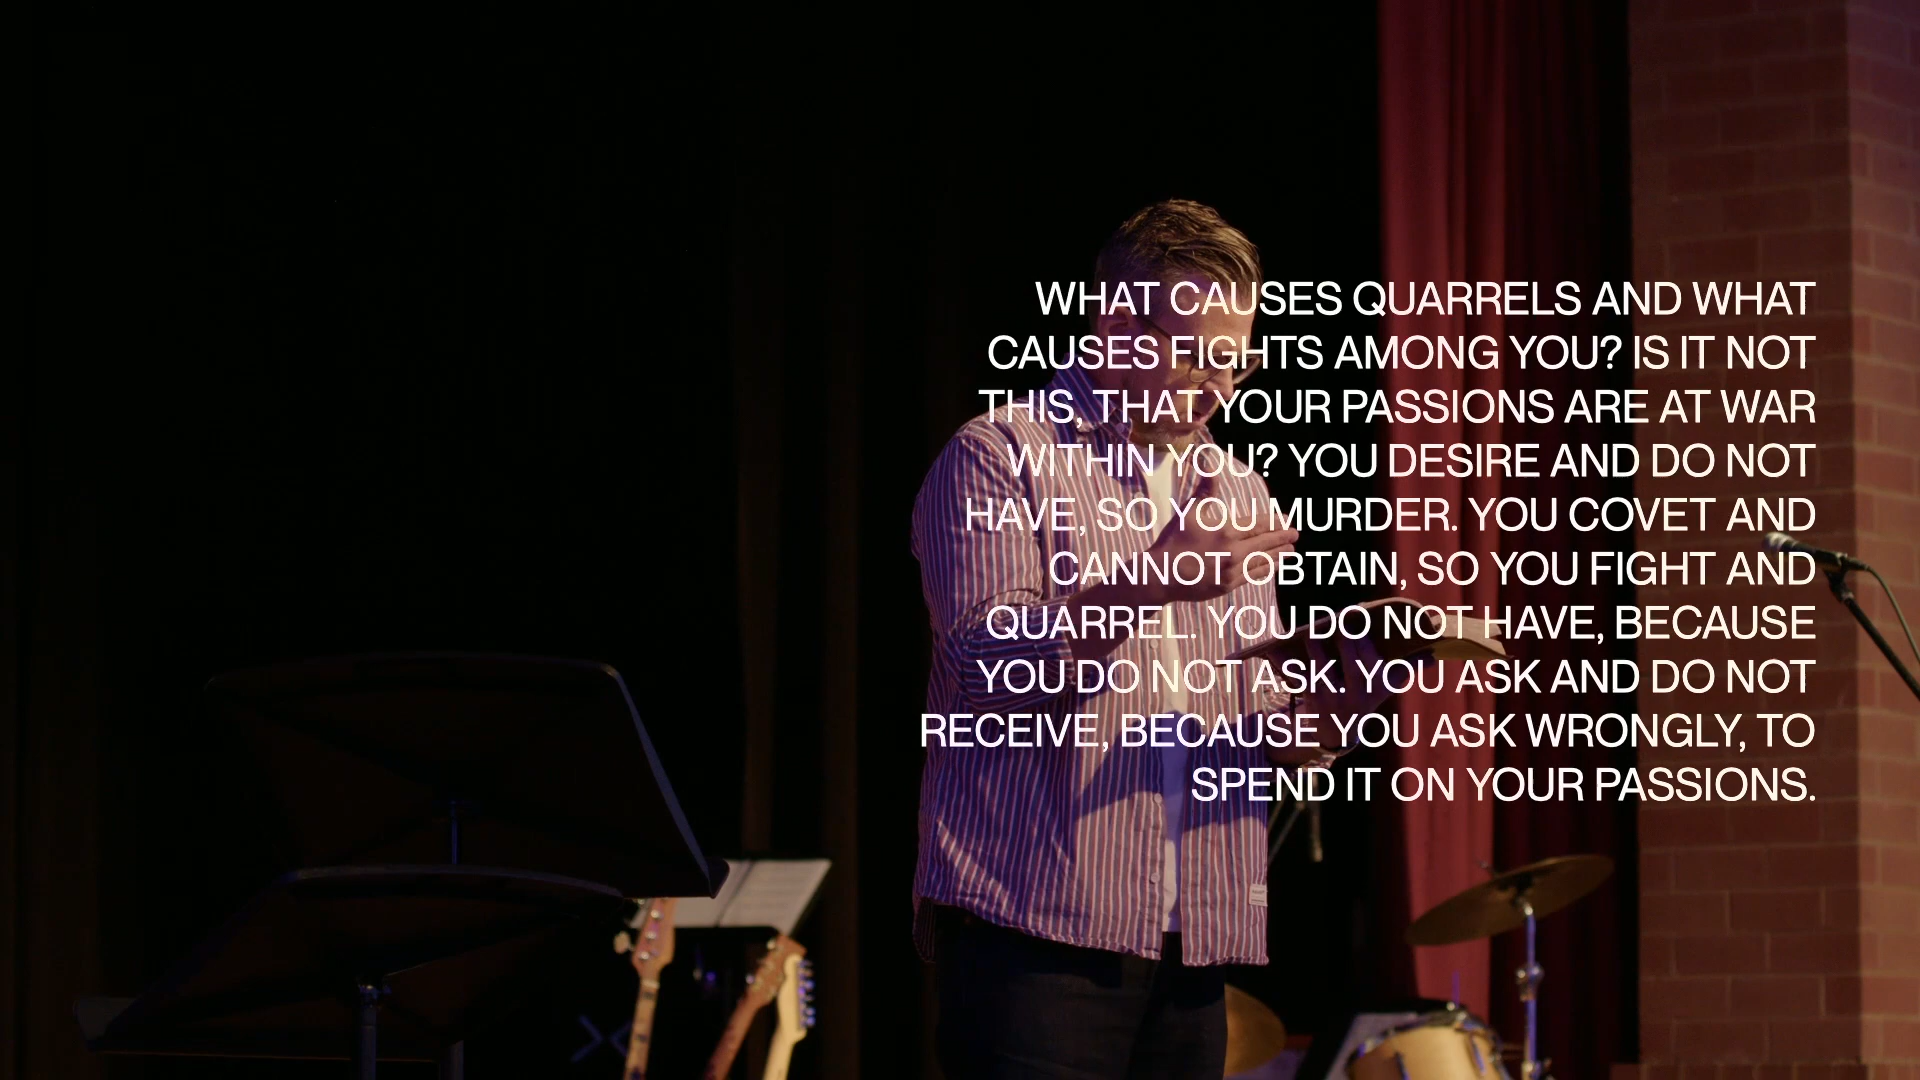 WHAT CAUSES QUARRELS AND WHAT
CAUSES FIGHTS AMONG YOU? IS IT NOT
THIS, THAT YOUR PASSIONS ARE AT WAR
WITHIN YOU? YOU DESIRE AND DO NOT
HAVE, SO YOU MURDER. YOU COVET AND
CANNOT OBTAIN, SO YOU FIGHT AND
QUARREL. YOU DO NOT HAVE, BECAUSE
YOU DO NOT ASK. YOU ASK AND DO NOT
RECEIVE, BECAUSE YOU ASK WRONGLY, TO
SPEND IT ON YOUR PASSIONS.